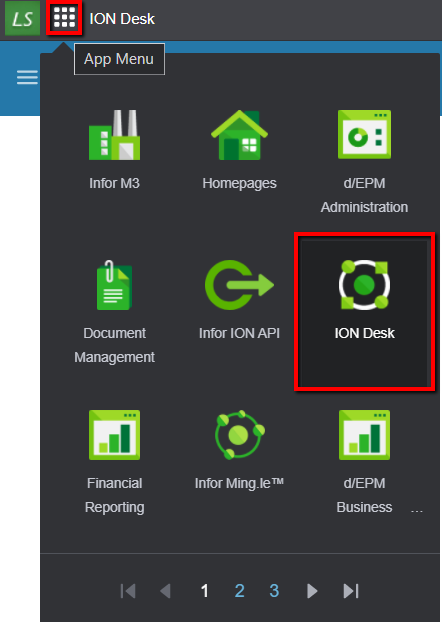 LS ION Desk
App Menu
Infor M3 Homepages d/EPM
Administration
Document Infor ION API ION Desk
Management
Financial Infor Ming.le™ d/EPM
Reporting Business ...
1 2 3